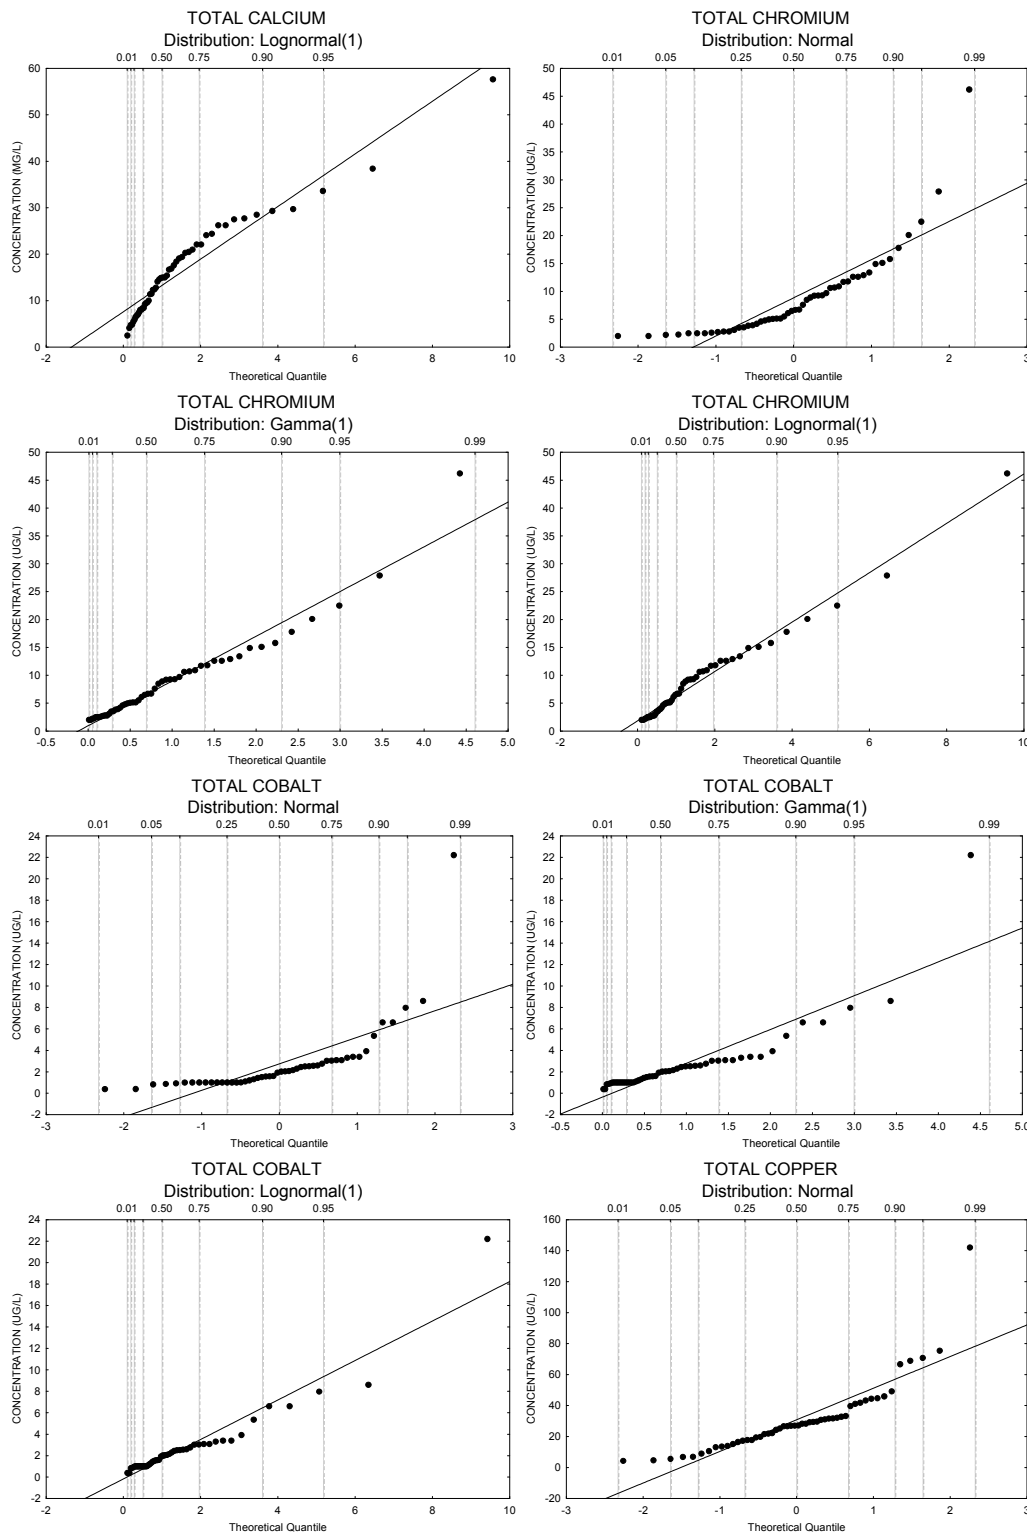 TOTAL CALCIUM
Distribution: Lognormal(1)
0.01 0.50 0.75 0.90 0.95
60
50
40
30
20
10
0
CONCENTRATION (MG/L)
-2 0 2 4 6 8 10
Theoretical Quantile
TOTAL CHROMIUM
Distribution: Normal
0.01 0.05 0.25 0.50 0.75 0.90 0.99
50
45
40
35
30
25
20
15
10
5
0
CONCENTRATION (UG/L)
-3 -2 -1 0 1 2 3
Theoretical Quantile
TOTAL CHROMIUM
Distribution: Gamma(1)
0.01 0.50 0.75 0.90 0.95 0.99
50
45
40
35
30
25
20
15
10
5
0
CONCENTRATION (UG/L)
-0.5 0.0 0.5 1.0 1.5 2.0 2.5 3.0 3.5 4.0 4.5 5.0
Theoretical Quantile
TOTAL CHROMIUM
Distribution: Lognormal(1)
0.01 0.50 0.75 0.90 0.95
50
45
40
35
30
25
20
15
10
5
0
CONCENTRATION (UG/L)
-2 0 2 4 6 8 10
Theoretical Quantile
TOTAL COBALT
Distribution: Normal
0.01 0.05 0.25 0.50 0.75 0.90 0.99
24
22
20
18
16
14
12
10
8
6
4
2
0
-2
CONCENTRATION (UG/L)
-3 -2 -1 0 1 2 3
Theoretical Quantile
TOTAL COBALT
Distribution: Gamma(1)
0.01 0.50 0.75 0.90 0.95 0.99
24
22
20
18
16
14
12
10
8
6
4
2
0
-2
CONCENTRATION (UG/L)
-0.5 0.0 0.5 1.0 1.5 2.0 2.5 3.0 3.5 4.0 4.5 5.0
Theoretical Quantile
TOTAL COBALT
Distribution: Lognormal(1)
0.01 0.50 0.75 0.90 0.95
24
22
20
18
16
14
12
10
8
6
4
2
0
-2
CONCENTRATION (UG/L)
-2 0 2 4 6 8 10
Theoretical Quantile
TOTAL COPPER
Distribution: Normal
0.01 0.05 0.25 0.50 0.75 0.90 0.99
160
140
120
100
80
60
40
20
0
-20
CONCENTRATION (UG/L)
-3 -2 -1 0 1 2 3
Theoretical Quantile